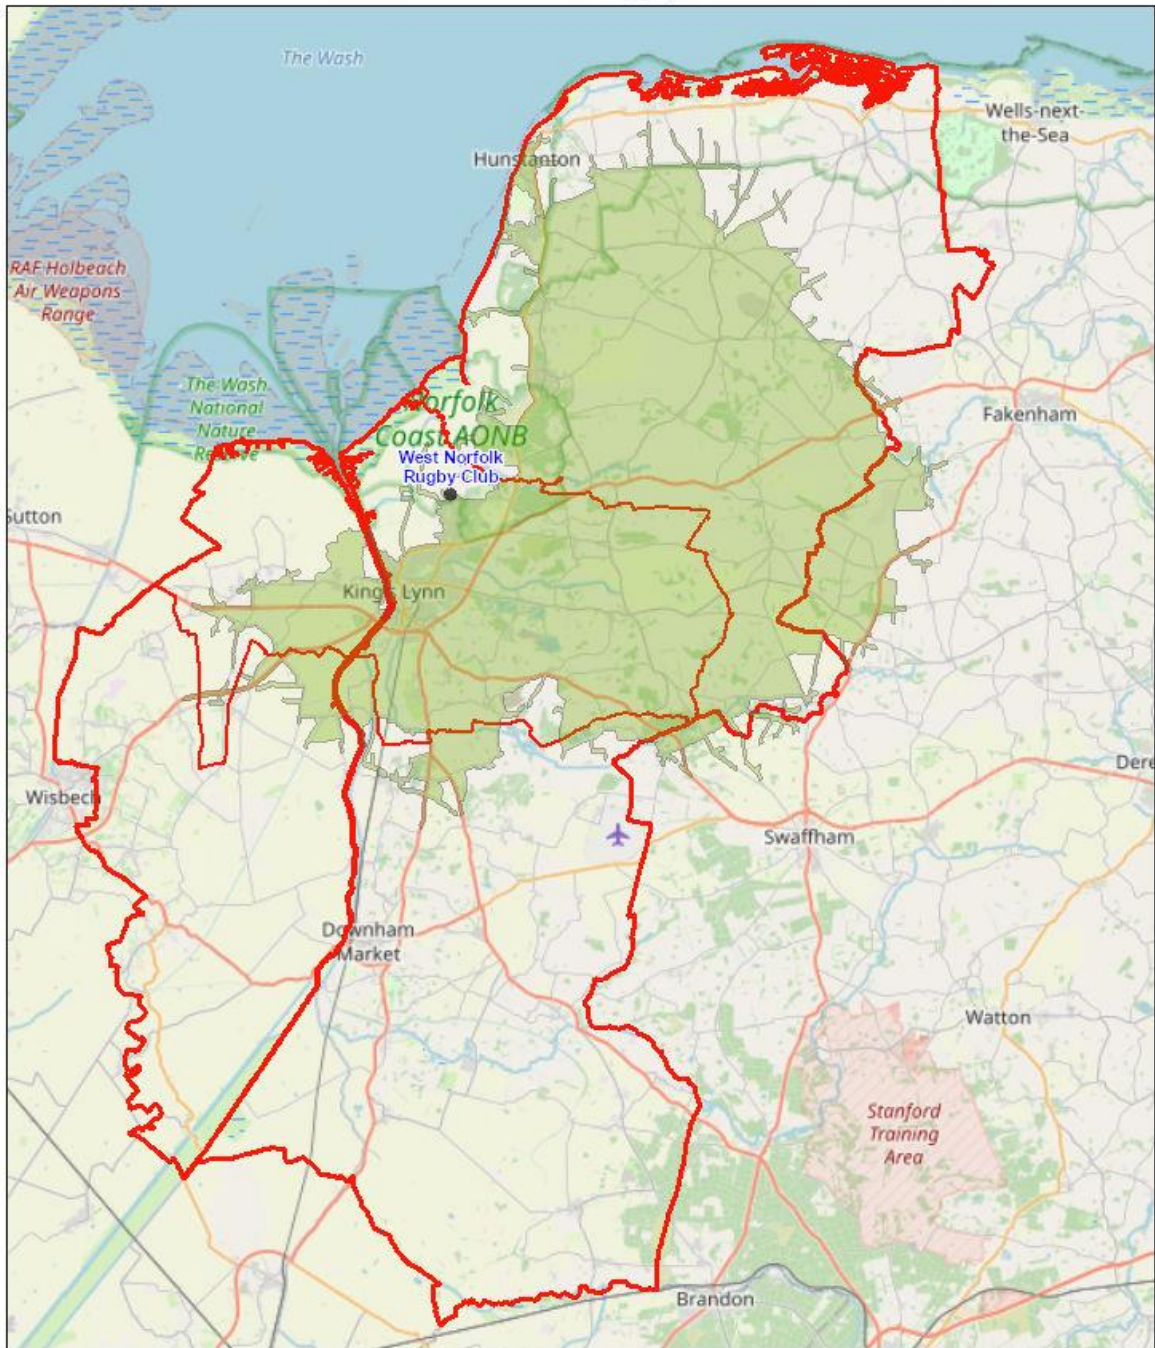 The Wash
Wells-next-
the-Sea
Hunstanton
RAF Holbeach
Air Weapons
Range
The Wash
National
Nature
Reserve
Norfolk
Coast AONB
West Norfolk
Rugby Club
Fakenham
Sutton
King's Lynn
Dere
Wisbech
Swaffham
Downham
Market
Watton
Stanford
Training
Area
Brandon